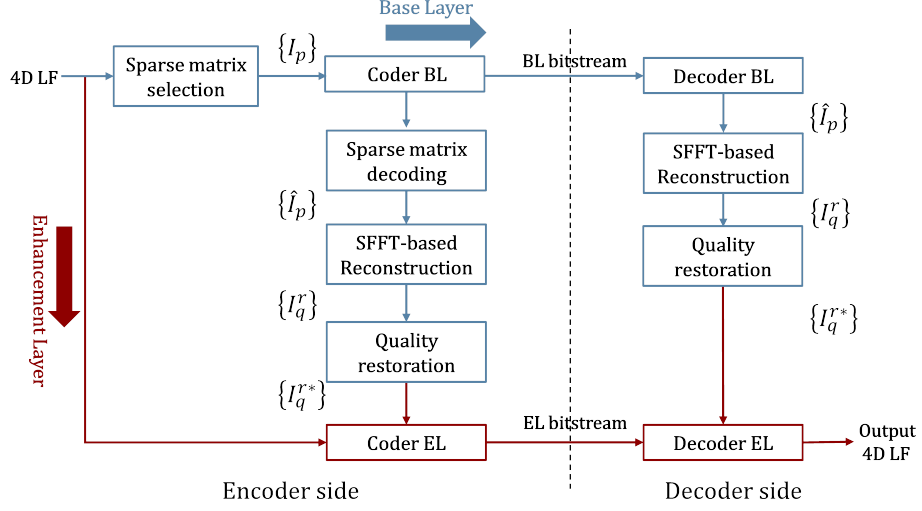 Base Layer
4D LF
Sparse matrix
selection
{I_p}
Coder BL
BL bitstream
Decoder BL
Sparse matrix
decoding
{Î_p}
SFFT-based
Reconstruction
{I_q^r}
Quality
restoration
{I_q^{r*}}
Enhancement Layer
Coder EL
EL bitstream
{Î_p}
SFFT-based
Reconstruction
{I_q^r}
Quality
restoration
{I_q^{r*}}
Decoder EL
Output
4D LF
Encoder side
Decoder side